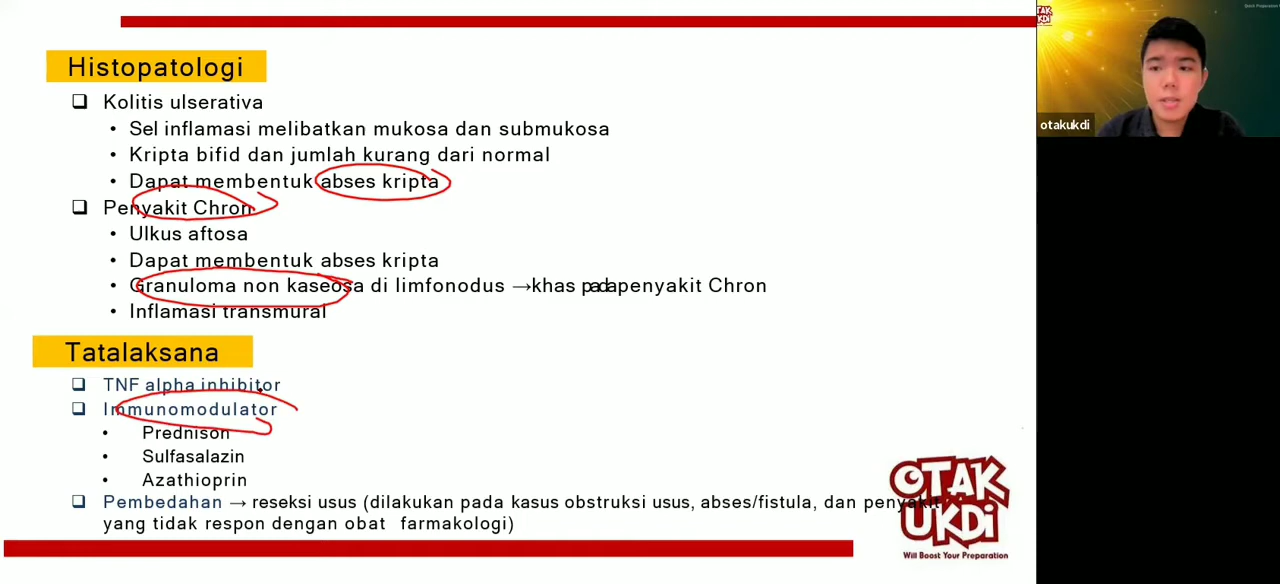 Histopatologi
❑ Kolitis ulserativa
• Sel inflamasi melibatkan mukosa dan submukosa
• Kripta bifid dan jumlah kurang dari normal
• Dapat membentuk abses kripta
❑ Penyakit Chron
• Ulkus aftosa
• Dapat membentuk abses kripta
• Granuloma non kaseosa di limfonodus →khas pada penyakit Chron
• Inflamasi transmural
Tatalaksana
❑ TNF alpha inhibitor
❑ Immunomodulator
• Prednison
• Sulfasalazin
• Azathioprin
❑ Pembedahan → reseksi usus (dilakukan pada kasus obstruksi usus, abses/fistula, dan penyakit
yang tidak respon dengan obat farmakologi)
OTAK
UKDi
Will Boost Your Preparation
OTAK
UKDi
otakukdi